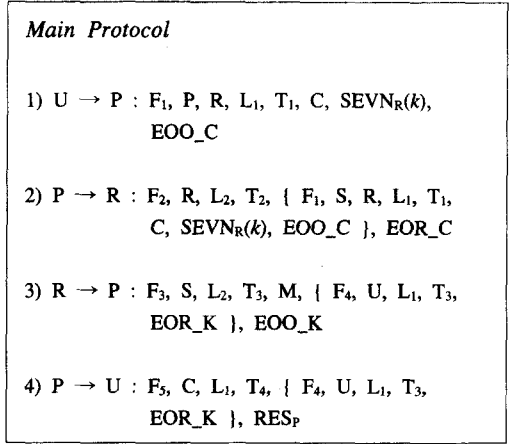 Main Protocol
1) U → P : F₁, P, R, L₁, T₁, C, SEVN_R(k),
EOO_C
2) P → R : F₂, R, L₂, T₂, { F₁, S, R, L₁, T₁,
C, SEVN_R(k), EOO_C }, EOR_C
3) R → P : F₃, S, L₂, T₃, M, { F₄, U, L₁, T₃,
EOR_K }, EOO_K
4) P → U : F₅, C, L₁, T₄, { F₄, U, L₁, T₃,
EOR_K }, RES_P